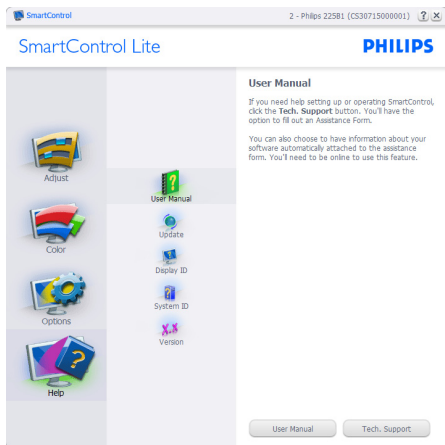 SmartControl
2 - Philips 225B1 (CS30715000001)
SmartControl Lite
PHILIPS
Adjust
Color
Options
Help
User Manual
Update
Display ID
System ID
Version
User Manual
If you need help setting up or operating SmartControl,
click the Tech. Support button. You'll have the
option to fill out an Assistance Form.
You can also choose to have information about your
software automatically attached to the assistance
form. You'll need to be online to use this feature.
User Manual
Tech. Support